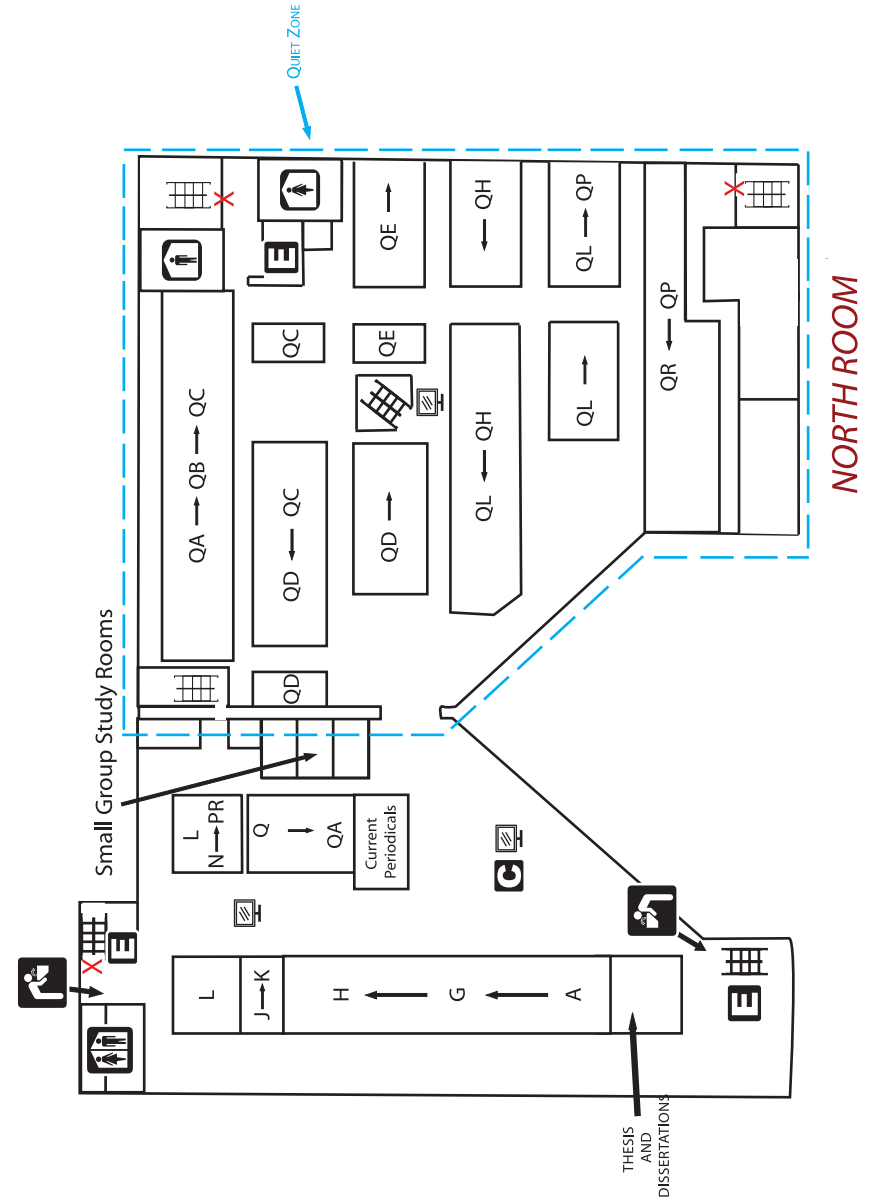 QUIET ZONE
X
E
QE
QH
QL QP
X
QA QB QC
QC
QE
QL
QR QP
NORTH ROOM
QD QC
QD
QL QH
Small Group Study Rooms
QD
L
N PR
Q
QA
Current
Periodicals
C
X
E
L
J K
H G A
E
THESIS
AND
DISSERTATIONS